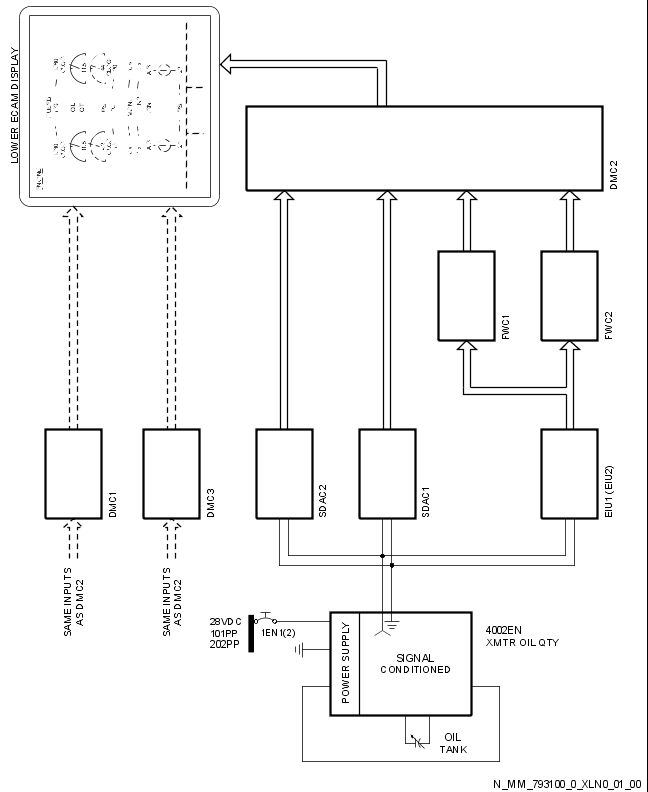 LOWER ECAM DISPLAY
DMC2
FWC1
FWC2
DMC1
DMC3
SDAC2
SDAC1
EIU1 (EIU2)
SAME INPUTS
AS DMC2
SAME INPUTS
AS DMC2
28VDC
101PP
202PP
1EN1(2)
POWER SUPPLY
SIGNAL
CONDITIONED
4002EN
XMTR OIL QTY
OIL
TANK
N_MM_793100_0_XLN0_01_00